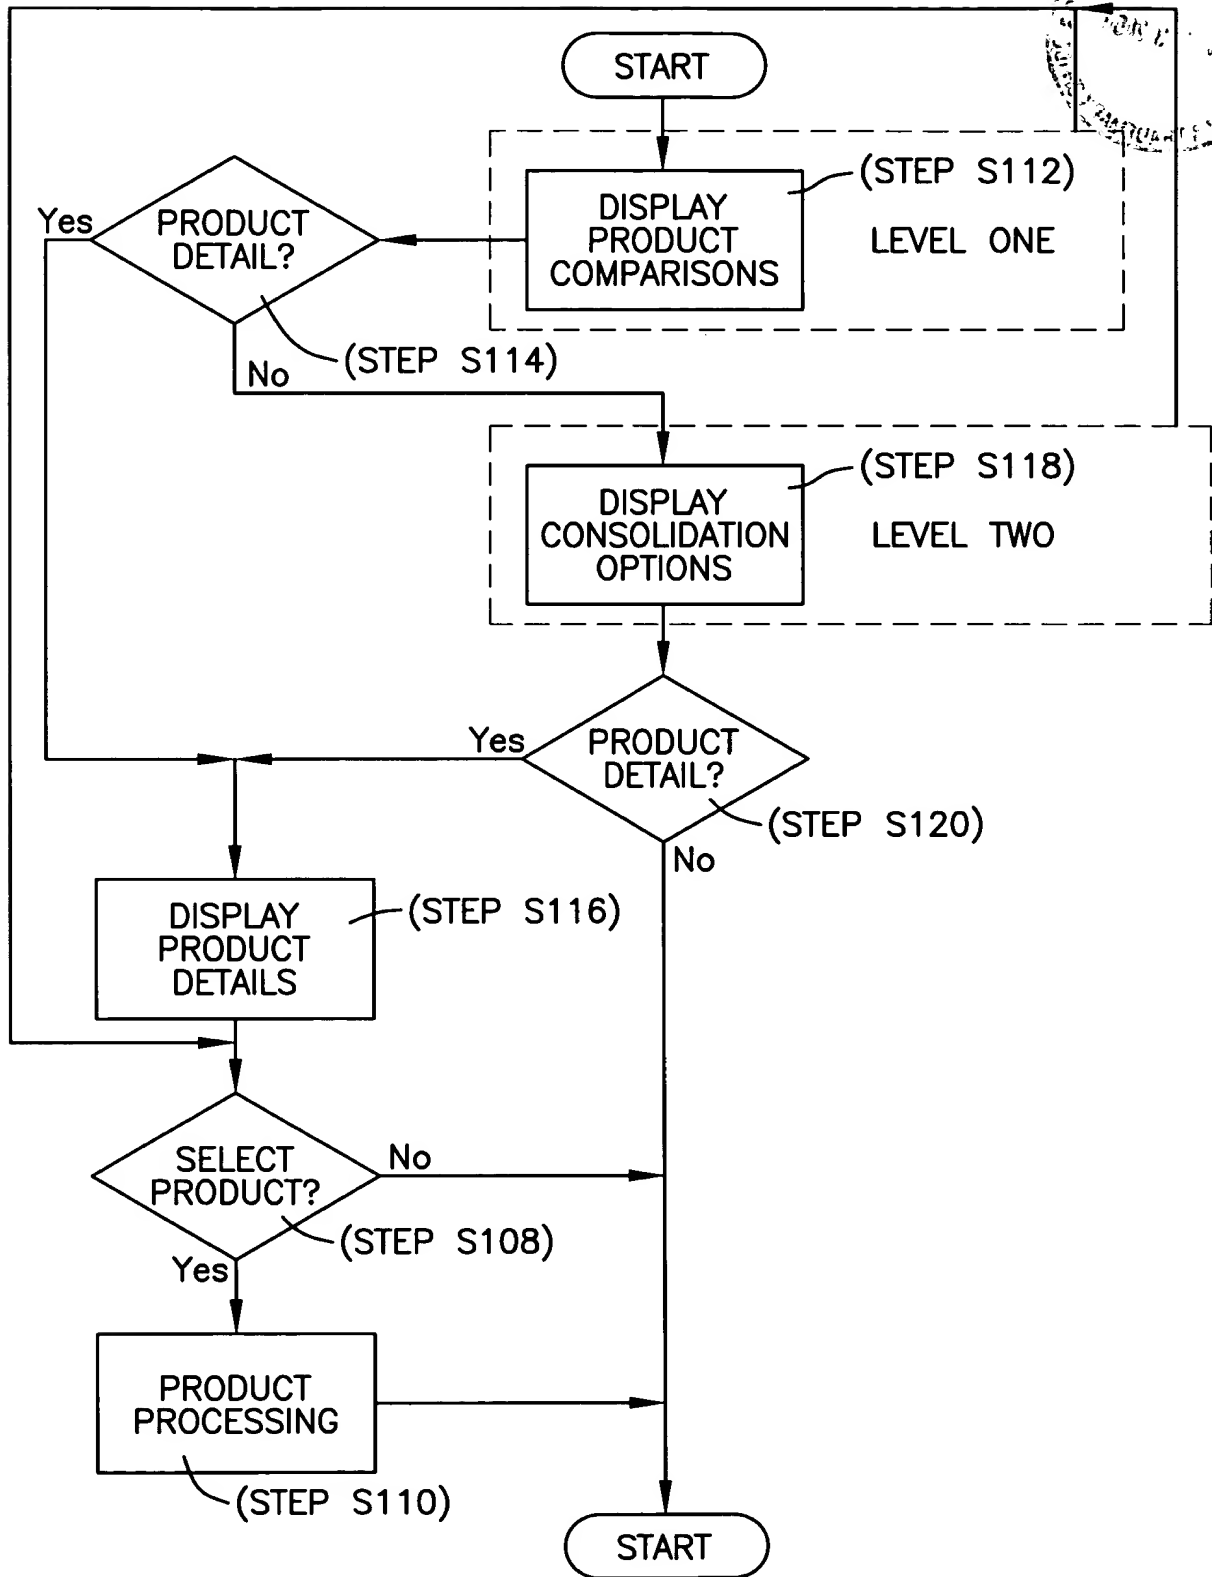 START
DISPLAY
PRODUCT
COMPARISONS
(STEP S112)
LEVEL ONE
PRODUCT
DETAIL?
Yes
(STEP S114)
No
DISPLAY
CONSOLIDATION
OPTIONS
(STEP S118)
LEVEL TWO
PRODUCT
DETAIL?
Yes
(STEP S120)
No
DISPLAY
PRODUCT
DETAILS
(STEP S116)
SELECT
PRODUCT?
No
(STEP S108)
Yes
PRODUCT
PROCESSING
(STEP S110)
START